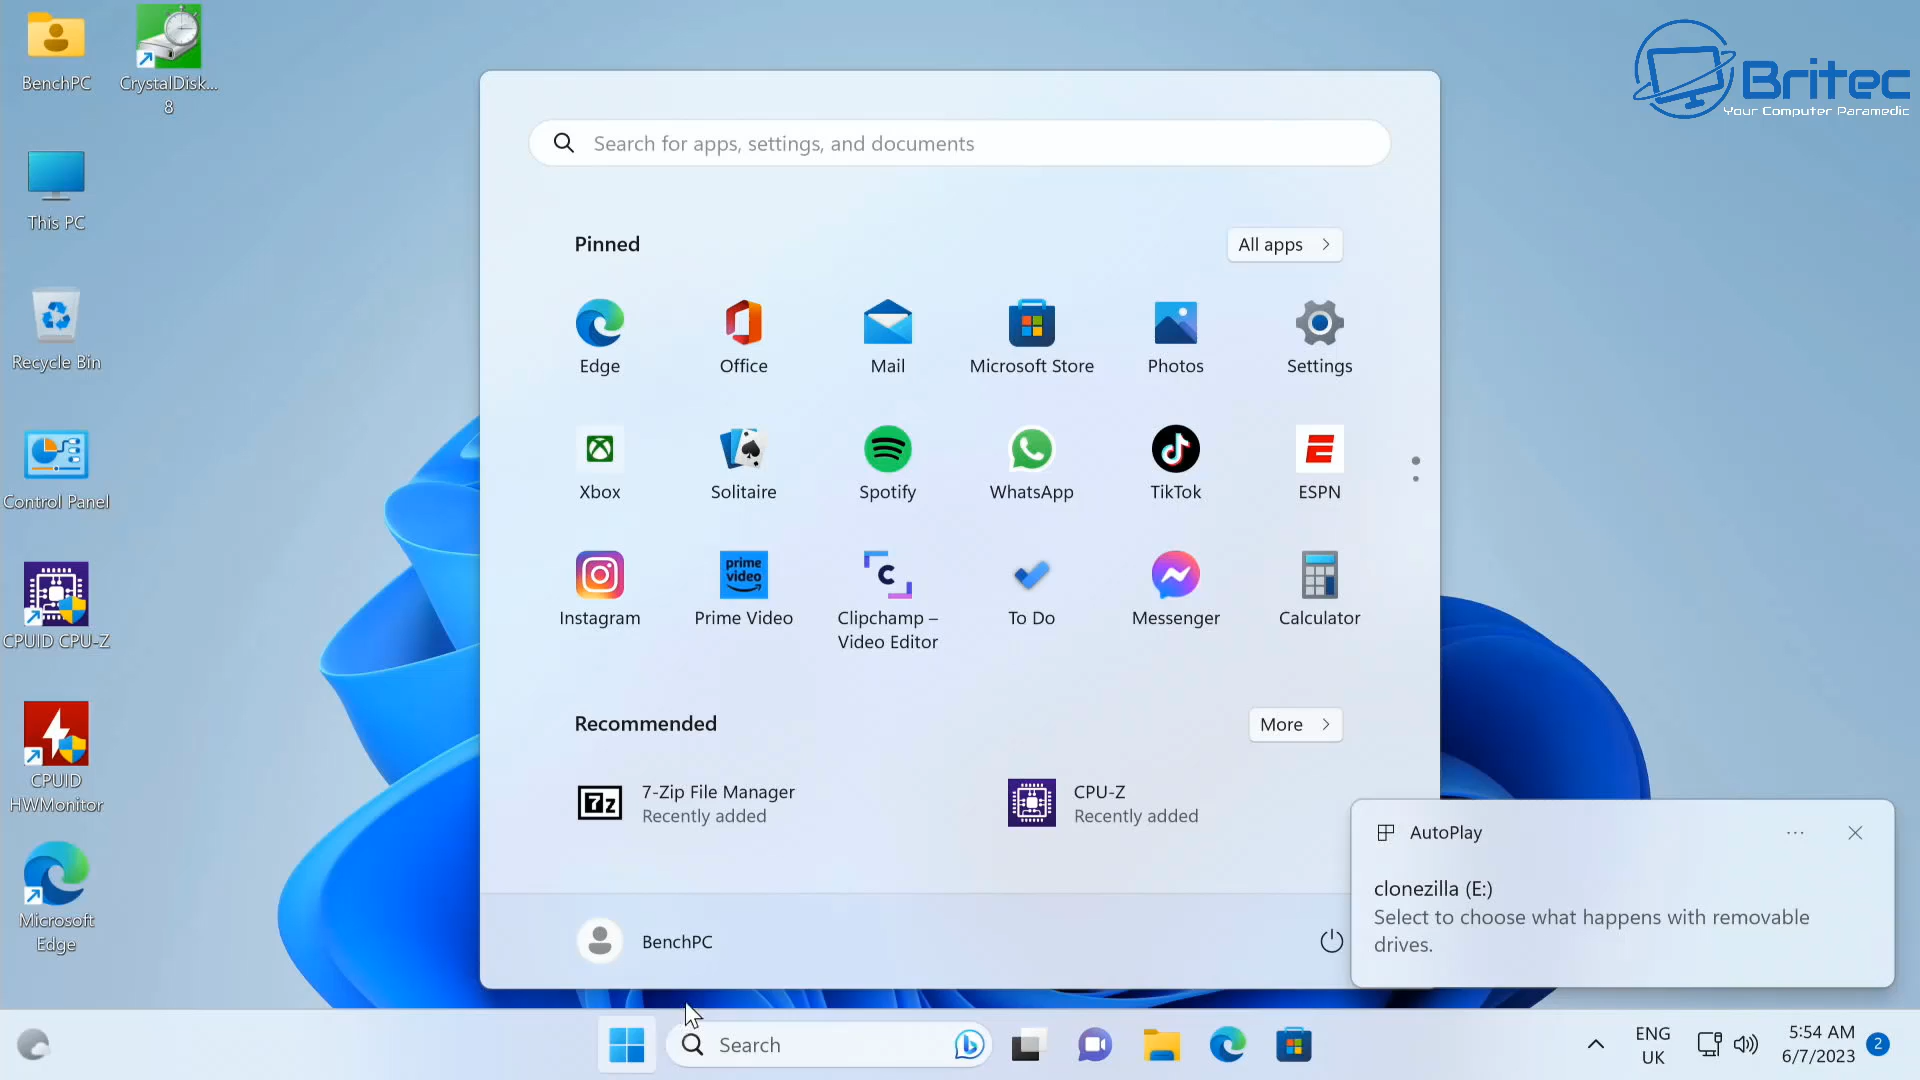 BenchPC
CrystalDisk...
8
This PC
Recycle Bin
Control Panel
CPUID CPU-Z
CPUID
HWMonitor
Microsoft
Edge
Britec
Your Computer Paramedic
Search for apps, settings, and documents
Pinned
All apps
Edge
Office
Mail
Microsoft Store
Photos
Settings
Xbox
Solitaire
Spotify
WhatsApp
TikTok
ESPN
Instagram
prime
video
Prime Video
C
Clipchamp –
Video Editor
To Do
Messenger
Calculator
Recommended
More
7z
7-Zip File Manager
Recently added
CPU-Z
Recently added
BenchPC
AutoPlay
clonezilla (E:)
Select to choose what happens with removable
drives.
Search
ENG
UK
5:54 AM
6/7/2023
2